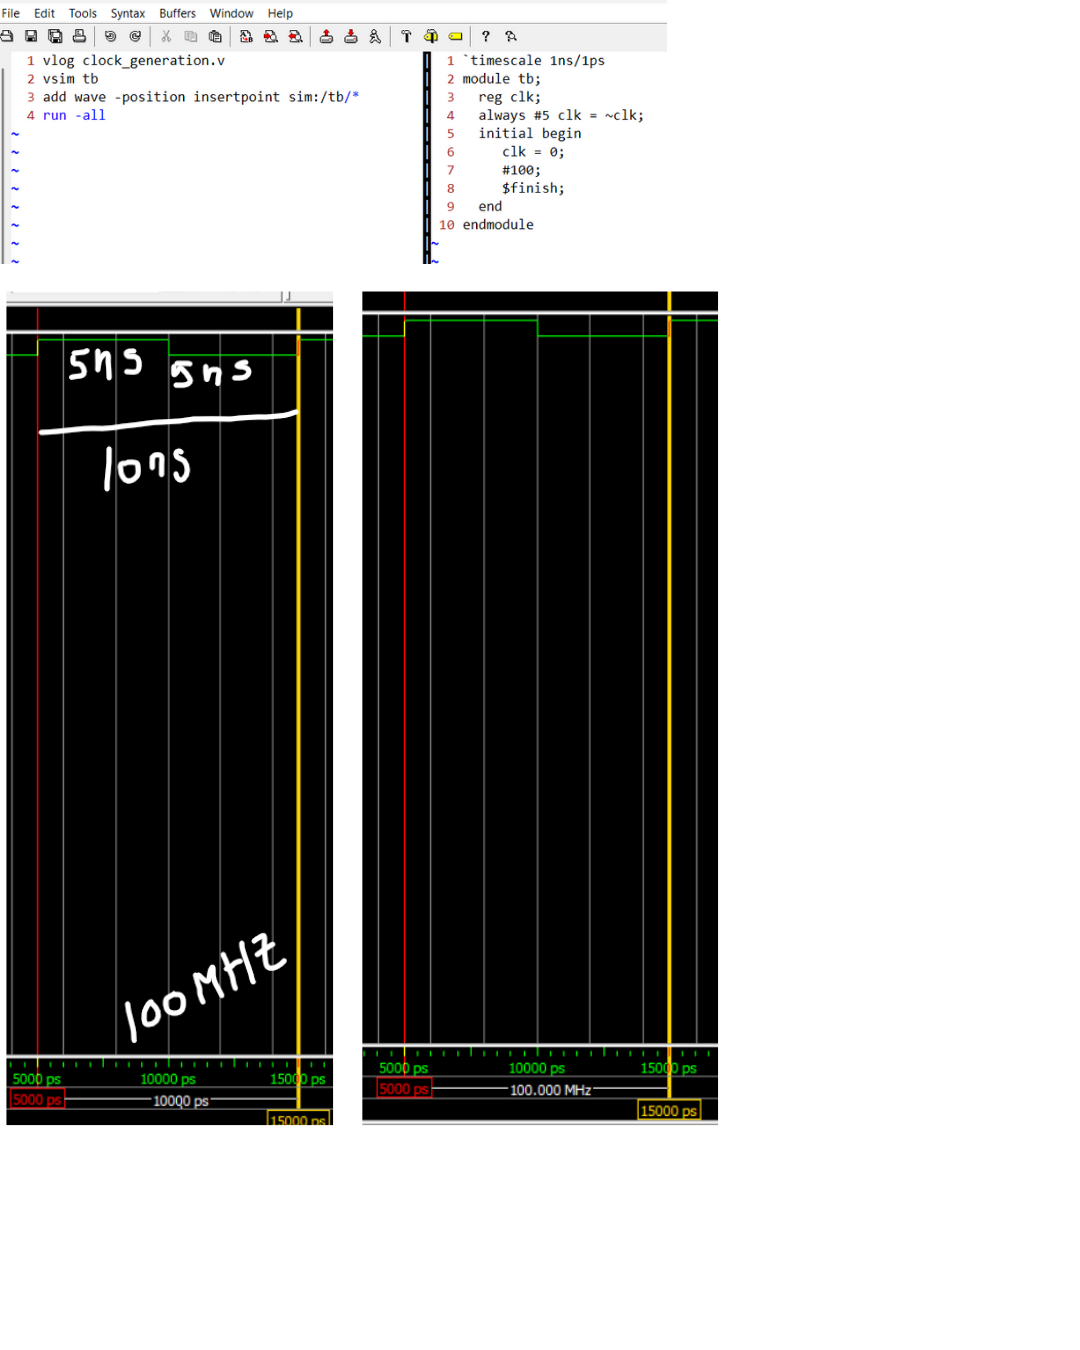 File Edit Tools Syntax Buffers Window Help
1 vlog clock_generation.v
2 vsim tb
3 add wave -position insertpoint sim:/tb/*
4 run -all
~
~
~
~
~
~
~
~
1 `timescale 1ns/1ps
2 module tb;
3 reg clk;
4 always #5 clk = ~clk;
5 initial begin
6 clk = 0;
7 #100;
8 $finish;
9 end
10 endmodule
~
~
5ns 5ns
10ns
100MHZ
5000 ps 10000 ps 15000 ps
5000 ps 10000 ps
15000 ps
5000 ps 10000 ps 15000 ps
5000 ps 100.000 MHz
15000 ps